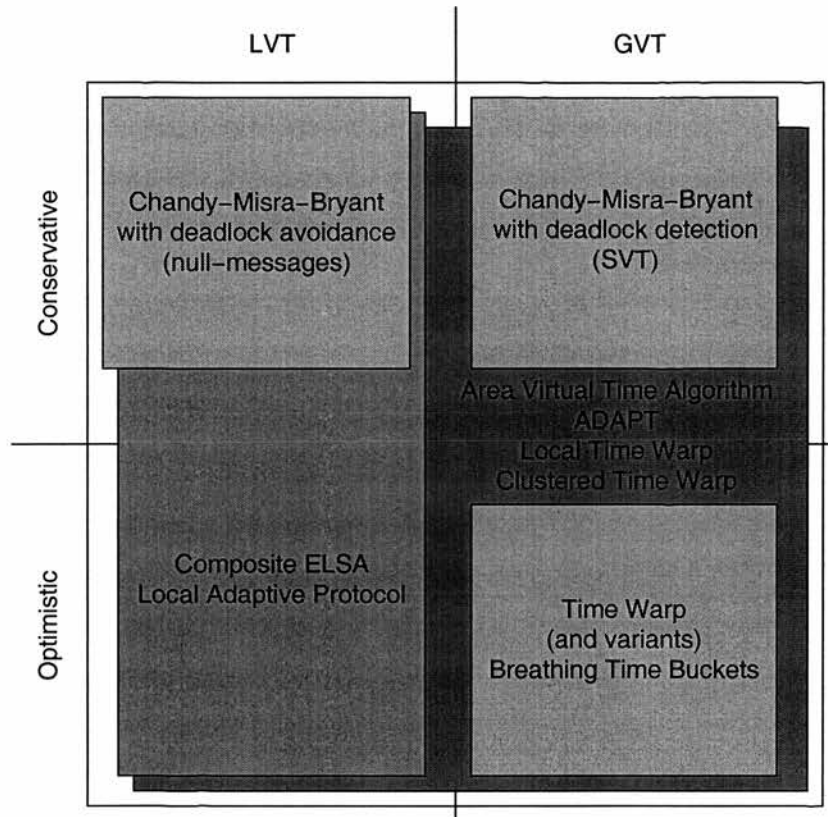 LVT
GVT
Conservative
Chandy–Misra–Bryant
with deadlock avoidance
(null–messages)
Chandy–Misra–Bryant
with deadlock detection
(SVT)
Area Virtual Time Algorithm
ADAPT
Local Time Warp
Clustered Time Warp
Optimistic
Composite ELSA
Local Adaptive Protocol
Time Warp
(and variants)
Breathing Time Buckets